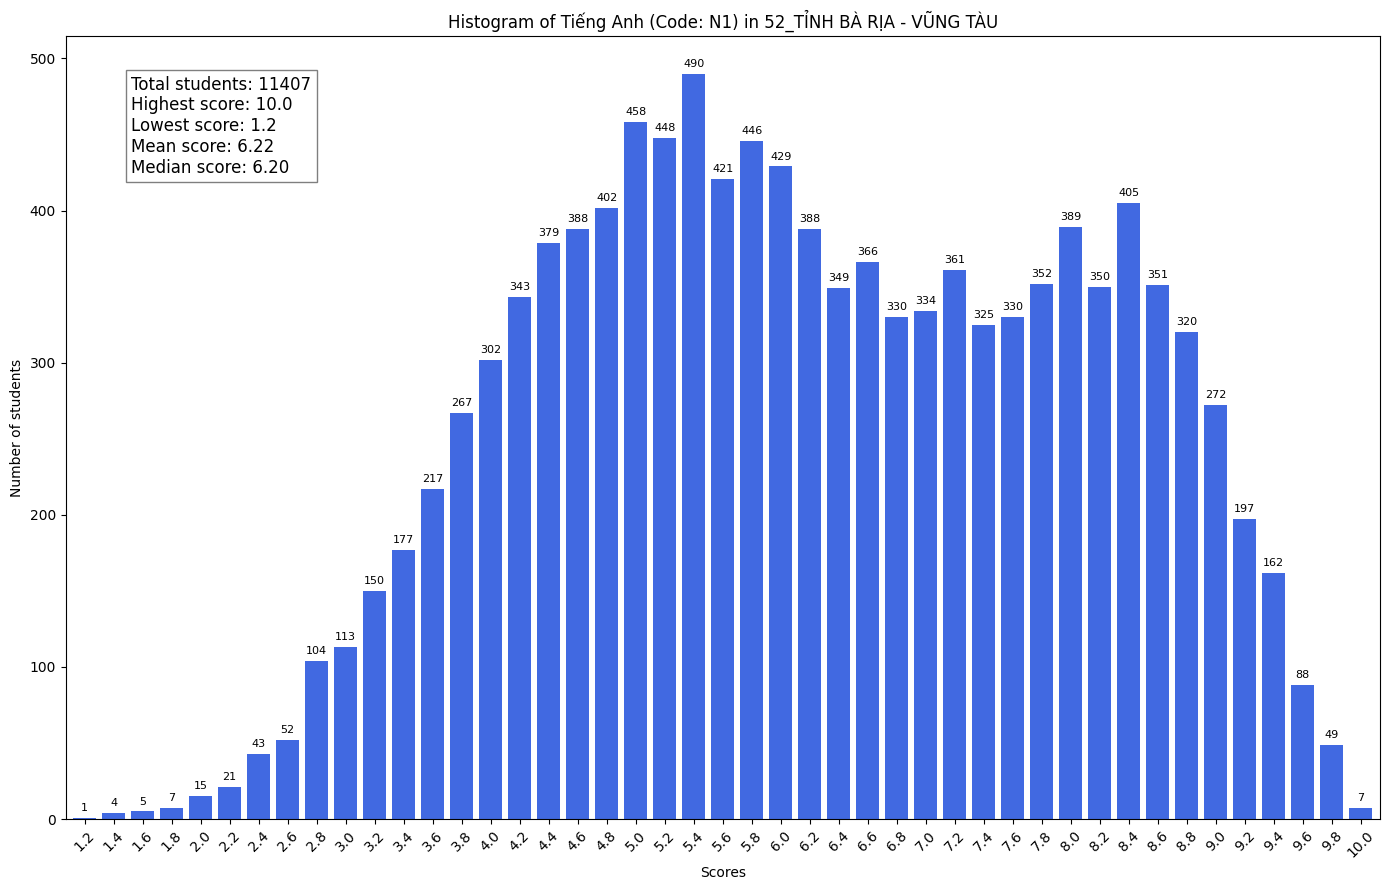 Histogram of Tiếng Anh (Code: N1) in 52_TỈNH BÀ RỊA - VŨNG TÀU
Total students: 11407
Highest score: 10.0
Lowest score: 1.2
Mean score: 6.22
Median score: 6.20
Number of students
500
400
300
200
100
0
1 4 5 7 15 21 43 52 104 113 150 177 217 267 302 343 379 388 402 458 448 490 421 446 429 388 349 366 330 334 361 325 330 352 389 350 405 351 320 272 197 162 88 49 7
1.2 1.4 1.6 1.8 2.0 2.2 2.4 2.6 2.8 3.0 3.2 3.4 3.6 3.8 4.0 4.2 4.4 4.6 4.8 5.0 5.2 5.4 5.6 5.8 6.0 6.2 6.4 6.6 6.8 7.0 7.2 7.4 7.6 7.8 8.0 8.2 8.4 8.6 8.8 9.0 9.2 9.4 9.6 9.8 10.0
Scores